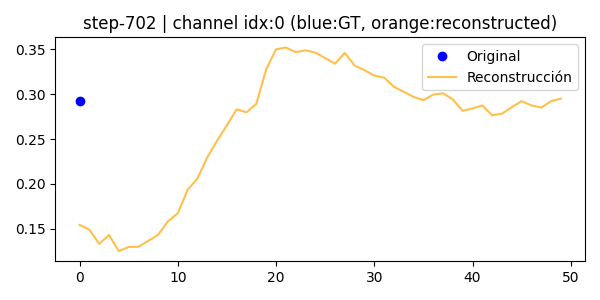 step-702 | channel idx:0 (blue:GT, orange:reconstructed)
Original
Reconstrucción
0.35
0.30
0.25
0.20
0.15
0 10 20 30 40 50